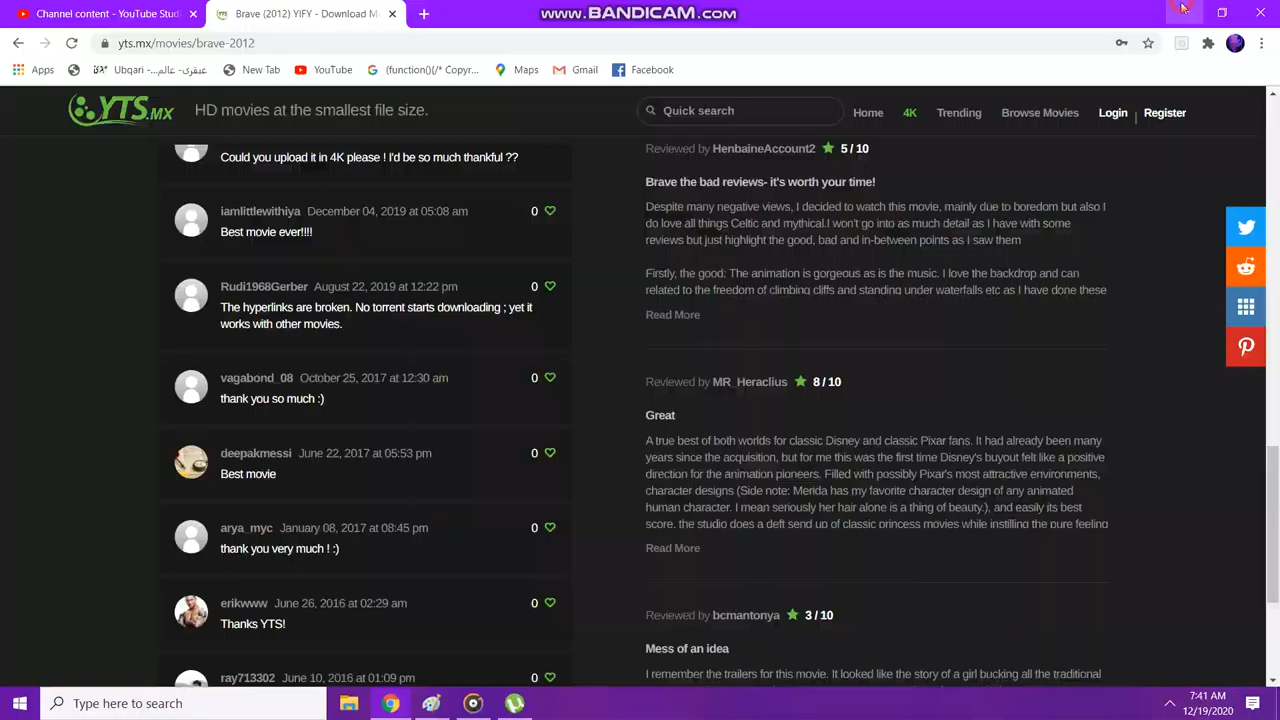 Channel content - YouTube Studi
Brave (2012) YIFY - Download M
www.BANDICAM.com
yts.mx/movies/brave-2012
Apps
Ubqari -... عبقری- عالم
New Tab
YouTube
(function(){/* Copyr...
Maps
Gmail
Facebook
YTS.MX
HD movies at the smallest file size.
Quick search
Home
4K
Trending
Browse Movies
Login
Register
Could you upload it in 4K please ! I'd be so much thankful ??
iamlittlewithiya December 04, 2019 at 05:08 am 0
Best movie ever!!!!
Rudi1968Gerber August 22, 2019 at 12:22 pm 0
The hyperlinks are broken. No torrent starts downloading ; yet it
works with other movies.
vagabond_08 October 25, 2017 at 12:30 am 0
thank you so much :)
deepakmessi June 22, 2017 at 05:53 pm 0
Best movie
arya_myc January 08, 2017 at 08:45 pm 0
thank you very much ! :)
erikwww June 26, 2016 at 02:29 am 0
Thanks YTS!
ray713302 June 10, 2016 at 01:09 pm 0
Reviewed by HenbaineAccount2 5 / 10
Brave the bad reviews- it's worth your time!
Despite many negative views, I decided to watch this movie, mainly due to boredom but also I
do love all things Celtic and mythical.I won't go into as much detail as I have with some
reviews but just highlight the good, bad and in-between points as I saw them
Firstly, the good: The animation is gorgeous as is the music. I love the backdrop and can
related to the freedom of climbing cliffs and standing under waterfalls etc as I have done these
Read More
Reviewed by MR_Heraclius 8 / 10
Great
A true best of both worlds for classic Disney and classic Pixar fans. It had already been many
years since the acquisition, but for me this was the first time Disney's buyout felt like a positive
direction for the animation pioneers. Filled with possibly Pixar's most attractive environments,
character designs (Side note: Merida has my favorite character design of any animated
human character. I mean seriously her hair alone is a thing of beauty.), and easily its best
score, the studio does a deft send up of classic princess movies while instilling the pure feeling
Read More
Reviewed by bcmantonya 3 / 10
Mess of an idea
I remember the trailers for this movie. It looked like the story of a girl bucking all the traditional
Type here to search
7:41 AM
12/19/2020